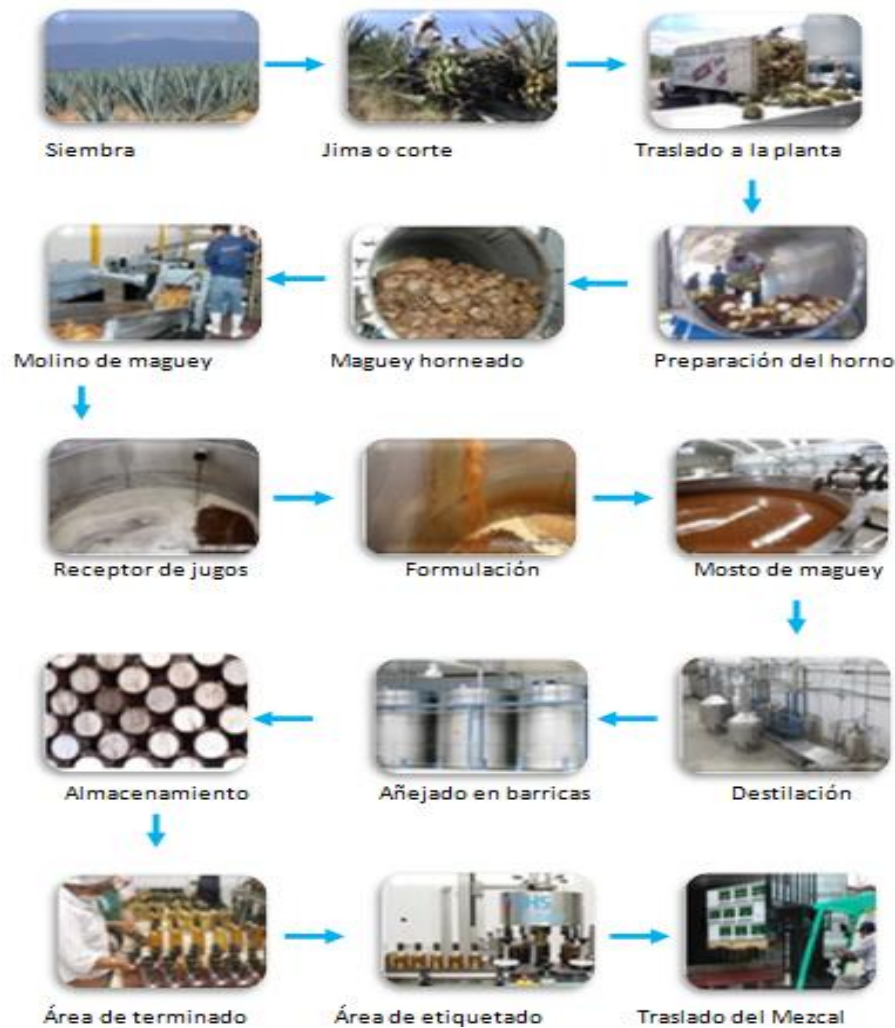 Siembra
Jima o corte
Traslado a la planta
Molino de maguey
Maguey horneado
Preparación del horno
Receptor de jugos
Formulación
Mosto de maguey
Almacenamiento
Añejado en barricas
Destilación
HS
Área de terminado
Área de etiquetado
Traslado del Mezcal